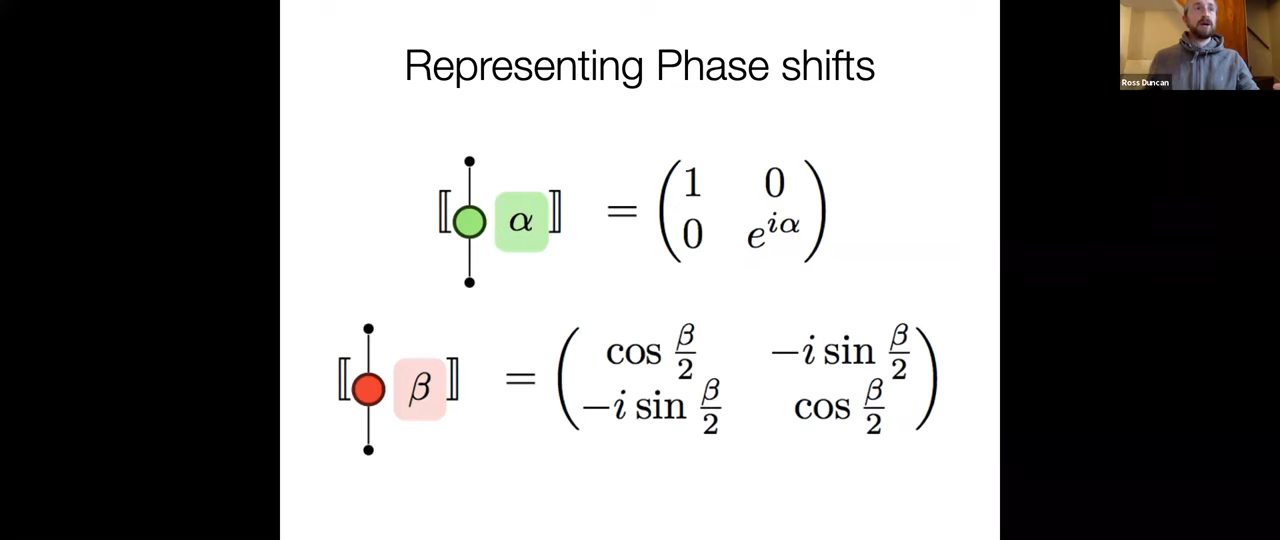 Representing Phase shifts
Ross Duncan
⟦ α ⟧ = ( 1 0
0 e^{iα} )
⟦ β ⟧ = ( cos β/2 −i sin β/2
−i sin β/2 cos β/2 )